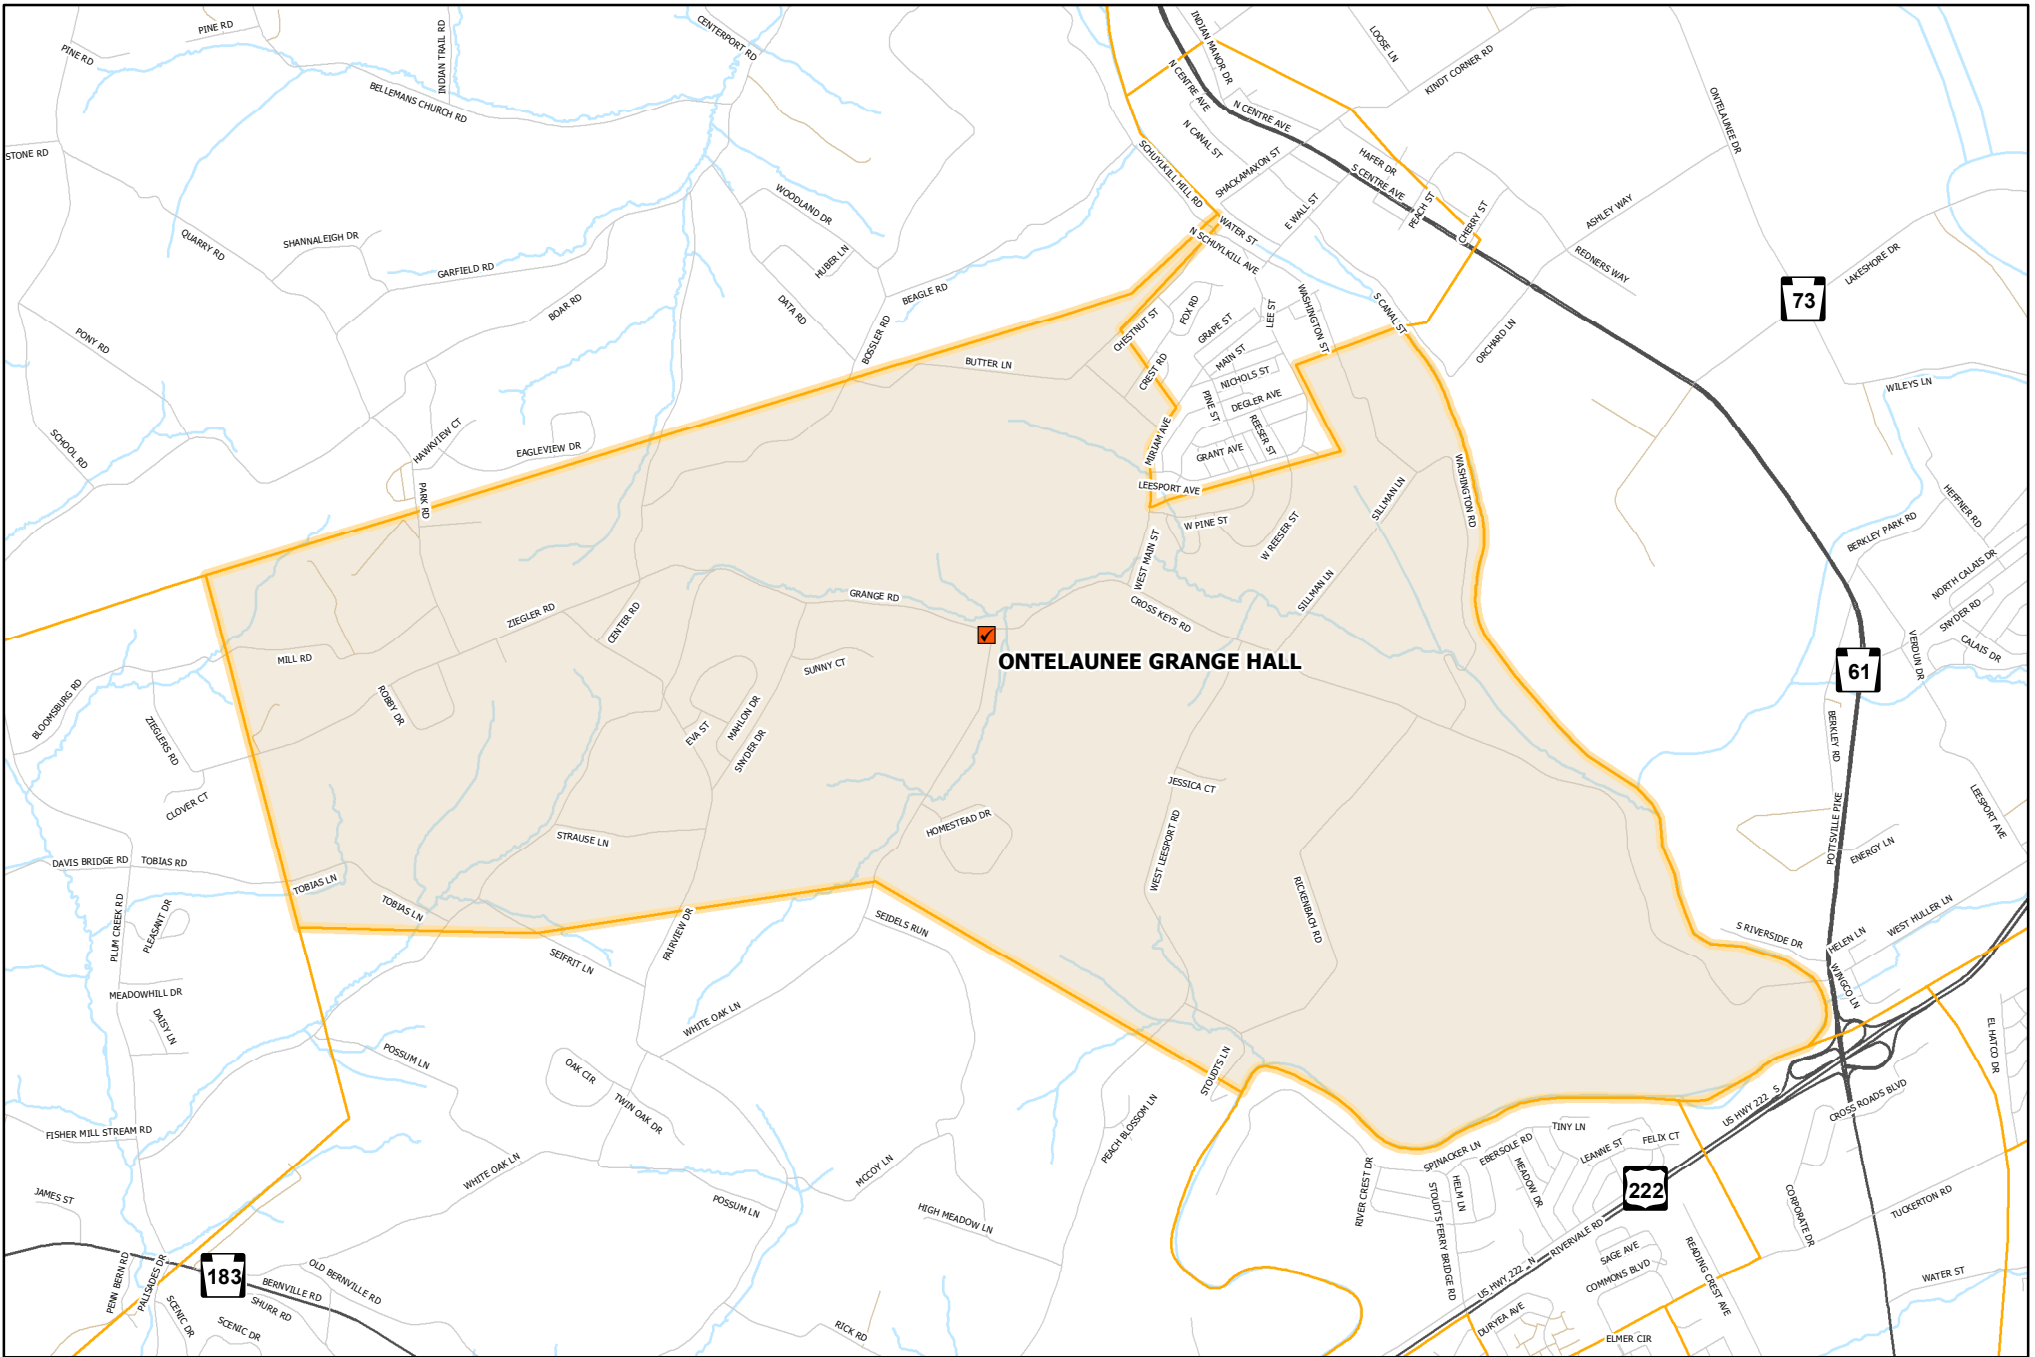 PINE RD
PINE RD
INDIAN TRAIL RD
CENTERPORT RD
INDIAN MANOR DR
LOOSE LN
KINDT CORNER RD
BELLEMANS CHURCH RD
N CENTRE AVE
N CENTRE AVE
ONTELAUNEE DR
STONE RD
N CANAL ST
SCHUYLKILL HILL RD
SHACKAMAXON ST
HAFER DR
S CENTRE AVE
WOODLAND DR
E WALL ST
PEACH ST
CHERRY ST
ASHLEY WAY
QUARRY RD
SHANNALEIGH DR
GARFIELD RD
HUBER LN
WATER ST
N SCHUYLKILL AVE
REDNERS WAY
LAKESHORE DR
BOAR RD
DATA RD
BEAGLE RD
73
PONY RD
BOSSLER RD
CHESTNUT ST
FOX RD
GRAPE ST
LEE ST
WASHINGTON ST
S CANAL ST
ORCHARD LN
BUTTER LN
CREST RD
MAIN ST
NICHOLS ST
WILEYS LN
PINE ST
DEGLER AVE
SCHOOL RD
HAWKVIEW CT
EAGLEVIEW DR
MIRIAM AVE
REESER ST
GRANT AVE
PARK RD
LEESPORT AVE
SILLMAN LN
WASHINGTON RD
HEFFNER RD
BERKLEY PARK RD
W PINE ST
W REESER ST
WEST MAIN ST
NORTH CALAIS DR
GRANGE RD
ZIEGLER RD
CENTER RD
CROSS KEYS RD
SILLMAN LN
SNYDER RD
CALAIS DR
VERDUN DR
MILL RD
SUNNY CT
ONTELAUNEE GRANGE HALL
61
BLOOMSBURG RD
ROBBY DR
ZIEGLERS RD
EVA ST
MAHLON DR
SNYDER DR
BERKLEY RD
CLOVER CT
JESSICA CT
HOMESTEAD DR
STRAUSE LN
WEST LEESPORT RD
POTTSVILLE PIKE
LEESPORT AVE
ENERGY LN
DAVIS BRIDGE RD
TOBIAS RD
TOBIAS LN
TOBIAS LN
RICKENBACH RD
PLUM CREEK RD
PLEASANT DR
FAIRVIEW DR
SEIDELS RUN
SEIFRIT LN
S RIVERSIDE DR
HELEN LN
WEST HULLER LN
WINGCO LN
MEADOWHILL DR
DAISY LN
WHITE OAK LN
POSSUM LN
OAK CIR
TWIN OAK DR
STOUDTS LN
EL HATCO DR
PEACH BLOSSOM LN
US HWY 222 S
CROSS ROADS BLVD
FISHER MILL STREAM RD
SPINACKER LN
EBERSOLE RD
TINY LN
LEANNE ST
FELIX CT
JAMES ST
WHITE OAK LN
MCCOY LN
POSSUM LN
HIGH MEADOW LN
RIVER CREST DR
HELM LN
MEADOW DR
STOUDTS FERRY BRIDGE RD
222
CORPORATE DR
TUCKERTON RD
PENN BERN RD
PALISADES DR
183
OLD BERNVILLE RD
BERNVILLE RD
SHURR RD
SCENIC DR
SCENIC DR
RICK RD
US HWY 222 N
RIVERVALE RD
SAGE AVE
COMMONS BLVD
READING CREST AVE
WATER ST
DURYEA AVE
ELMER CIR